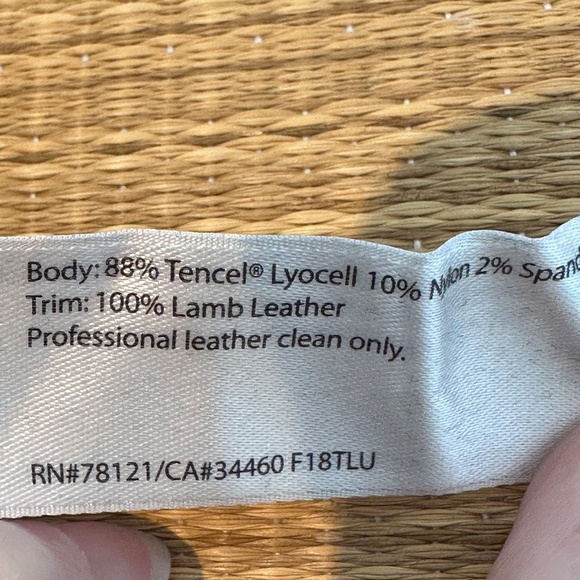 Body: 88% Tencel® Lyocell 10% Nylon 2% Spand
Trim: 100% Lamb Leather
Professional leather clean only.
RN#78121/CA#34460 F18TLU